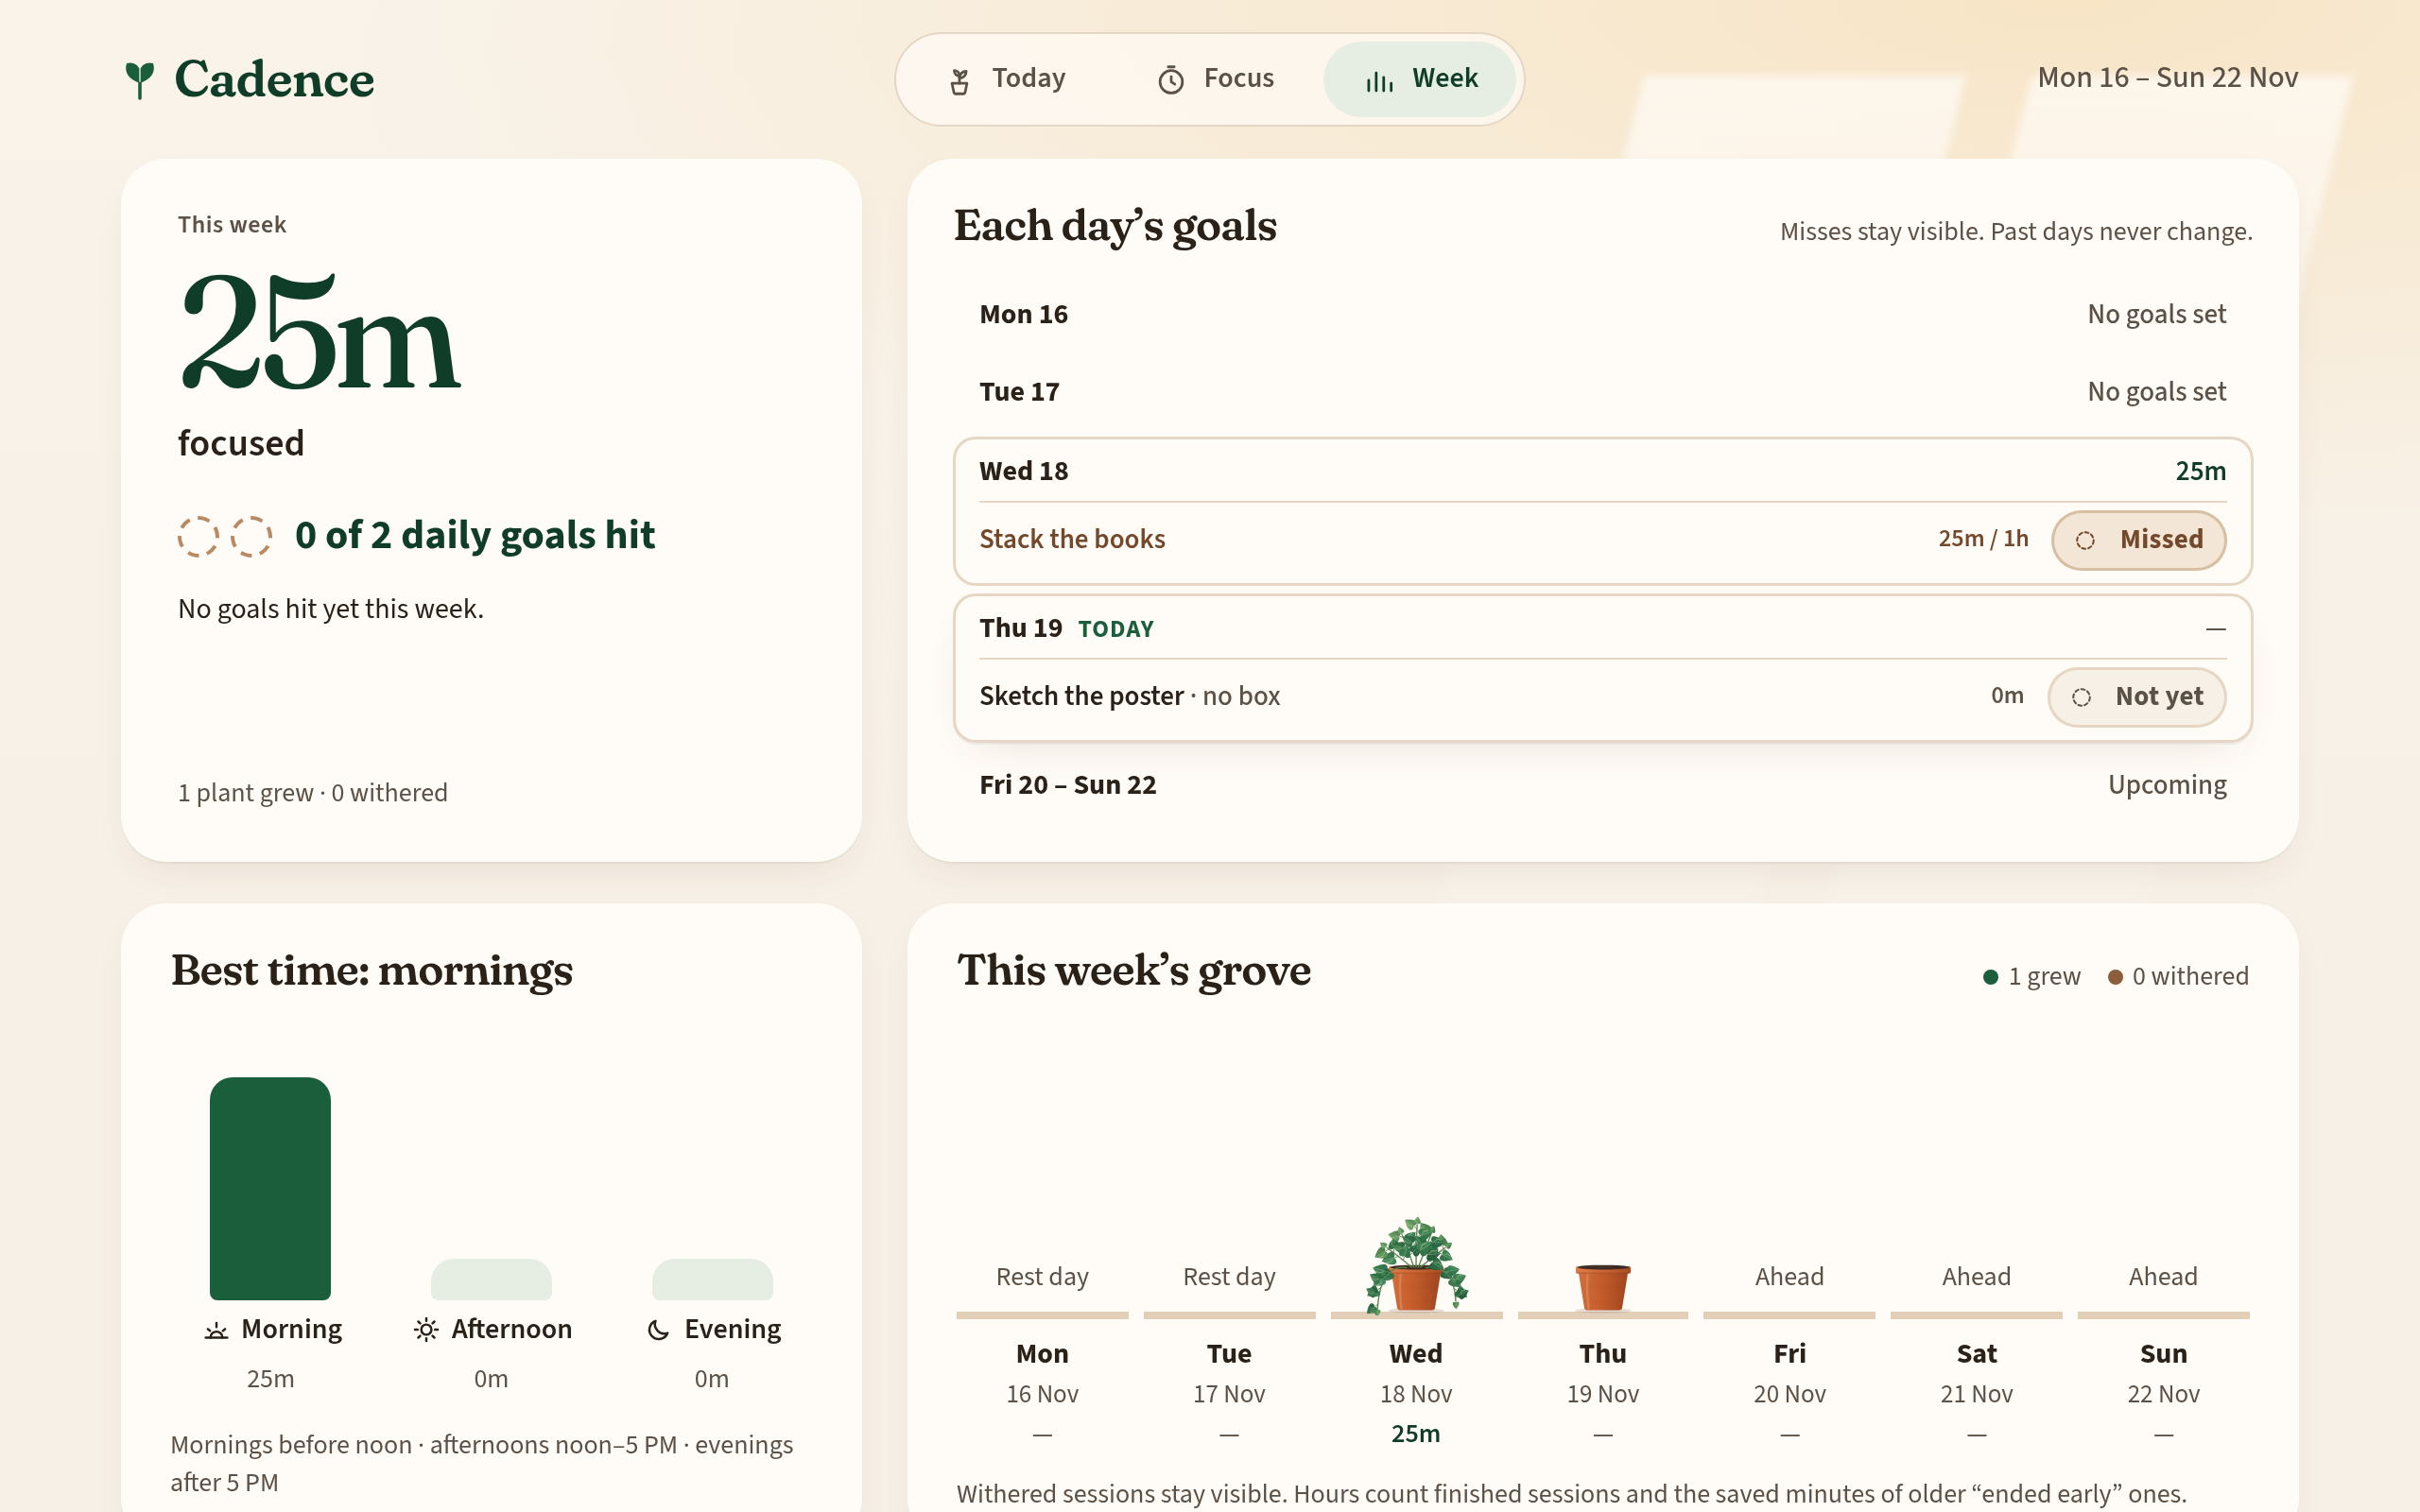 Cadence
Today
Focus
Week
Mon 16 – Sun 22 Nov
This week
25m
focused
0 of 2 daily goals hit
No goals hit yet this week.
1 plant grew · 0 withered
Each day’s goals
Misses stay visible. Past days never change.
Mon 16
No goals set
Tue 17
No goals set
Wed 18
25m
Stack the books
25m / 1h
Missed
Thu 19 TODAY
—
Sketch the poster · no box
0m
Not yet
Fri 20 – Sun 22
Upcoming
Best time: mornings
Morning
Afternoon
Evening
25m
0m
0m
Mornings before noon · afternoons noon–5 PM · evenings
after 5 PM
This week’s grove
1 grew
0 withered
Rest day
Rest day
Ahead
Ahead
Ahead
Mon
Tue
Wed
Thu
Fri
Sat
Sun
16 Nov
17 Nov
18 Nov
19 Nov
20 Nov
21 Nov
22 Nov
—
—
25m
—
—
—
—
Withered sessions stay visible. Hours count finished sessions and the saved minutes of older “ended early” ones.